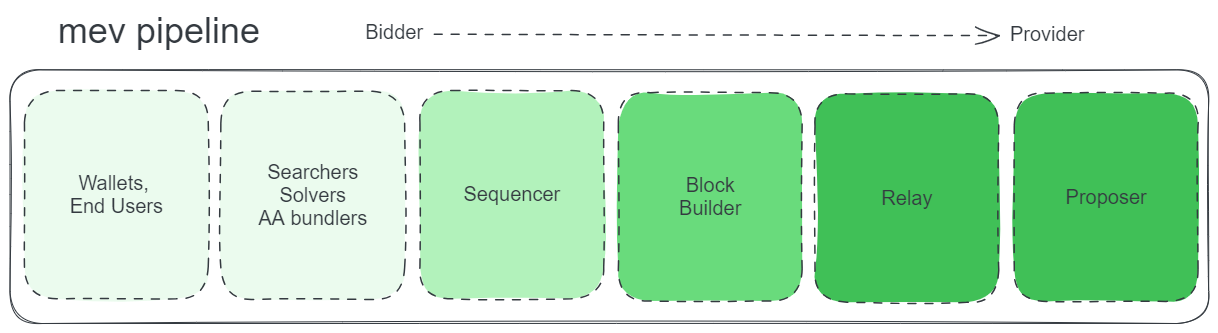 mev pipeline
Bidder
Provider
Wallets,
End Users
Searchers
Solvers
AA bundlers
Sequencer
Block
Builder
Relay
Proposer